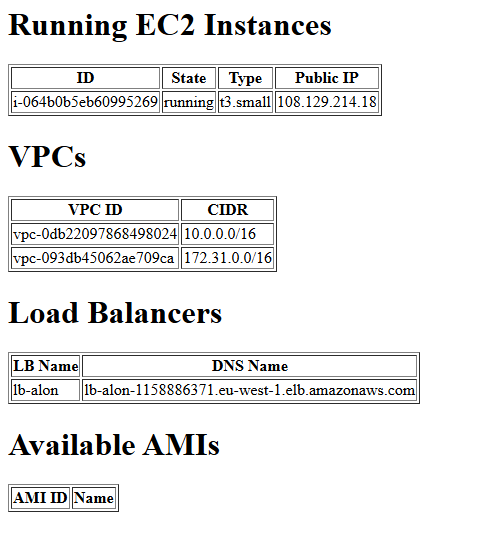 Running EC2 Instances
ID State Type Public IP
i-064b0b5eb60995269 running t3.small 108.129.214.18
VPCs
VPC ID CIDR
vpc-0db22097868498024 10.0.0.0/16
vpc-093db45062ae709ca 172.31.0.0/16
Load Balancers
LB Name DNS Name
lb-alon lb-alon-1158886371.eu-west-1.elb.amazonaws.com
Available AMIs
AMI ID Name